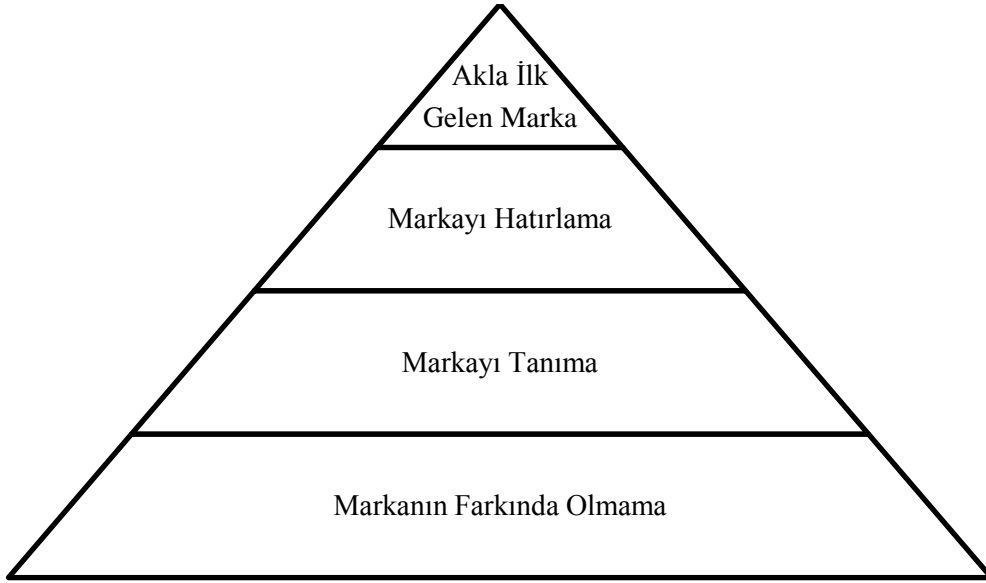 Akla İlk
Gelen Marka
Markayı Hatırlama
Markayı Tanıma
Markanın Farkında Olmama